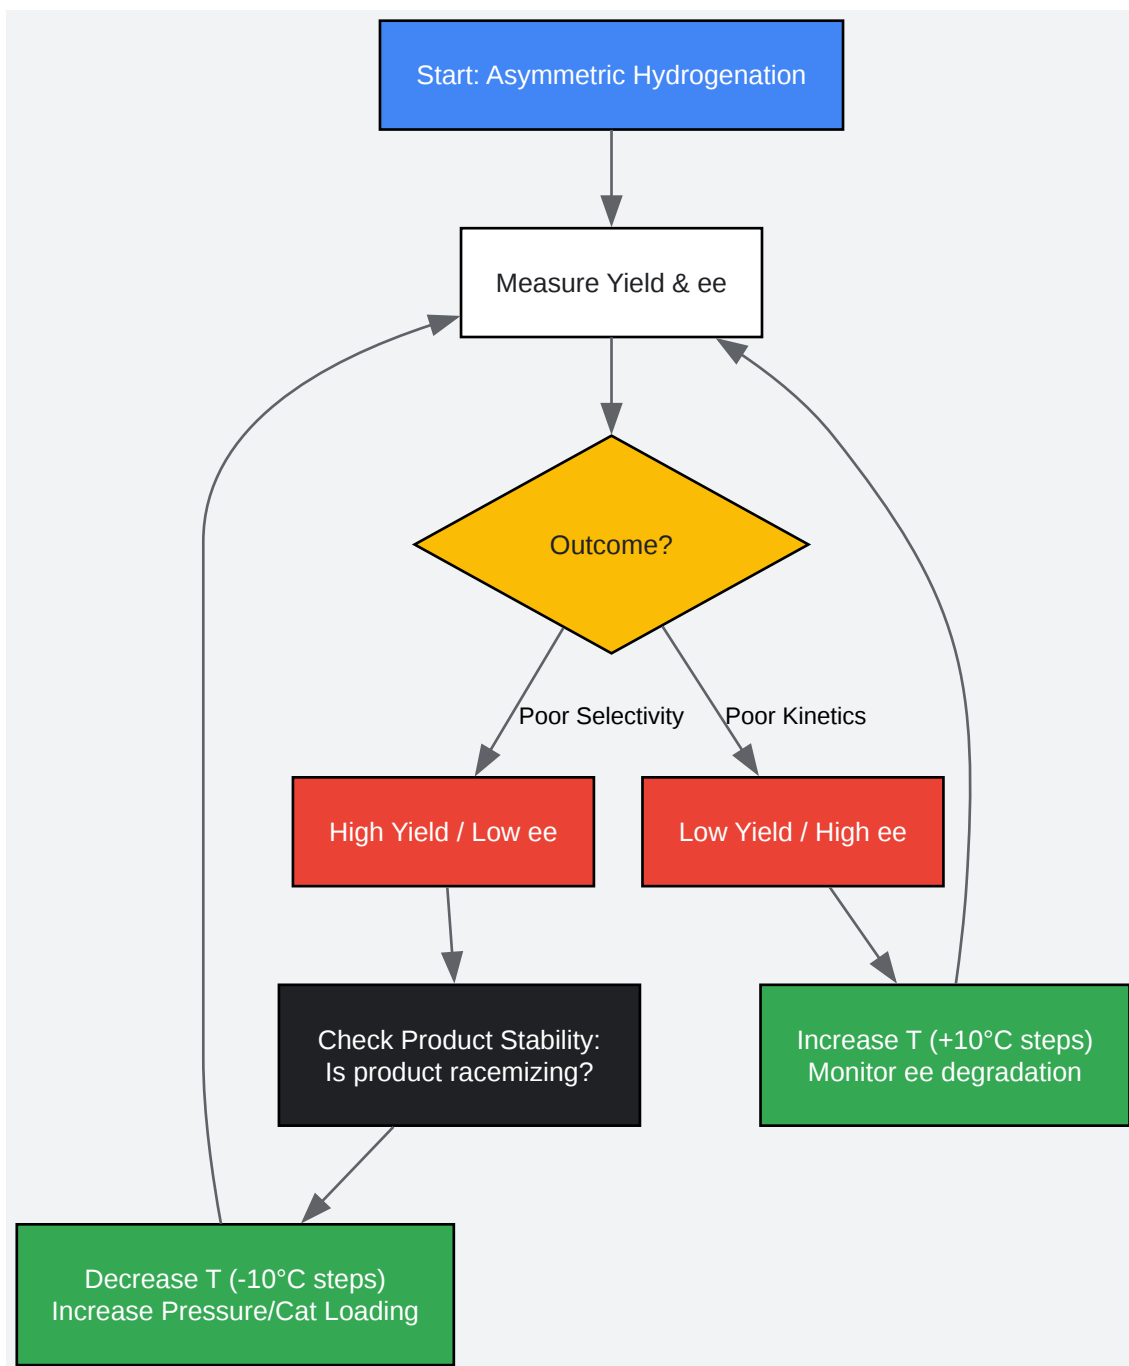 Start: Asymmetric Hydrogenation
Measure Yield & ee
Outcome?
Poor Selectivity
Poor Kinetics
High Yield / Low ee
Low Yield / High ee
Check Product Stability:
Is product racemizing?
Increase T (+10°C steps)
Monitor ee degradation
Decrease T (-10°C steps)
Increase Pressure/Cat Loading